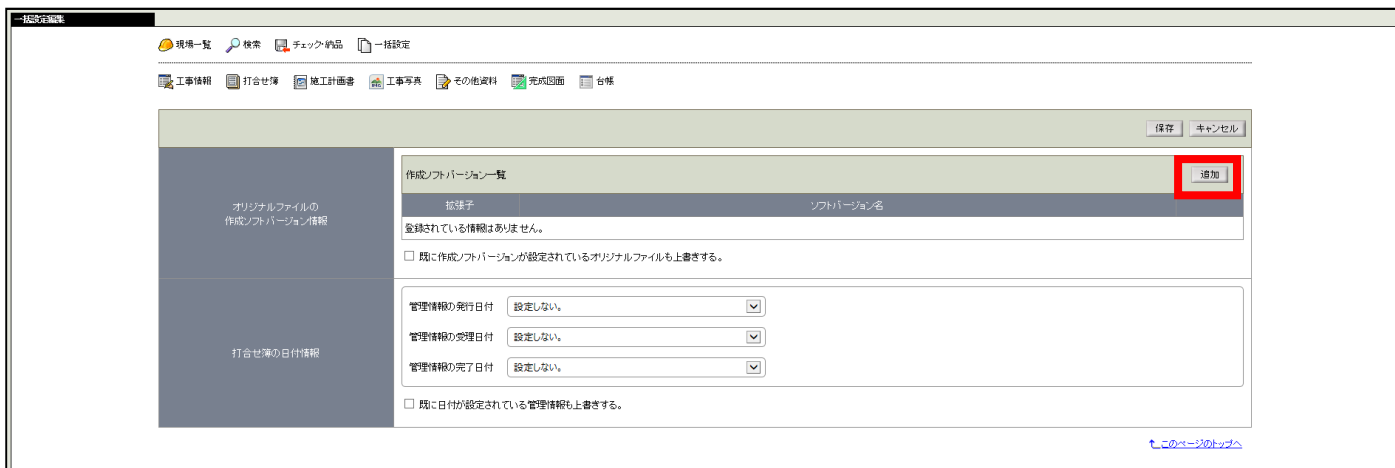 一括設定編集
現場一覧 検索 チェック・納品 一括設定
工事情報 打合せ簿 施工計画書 工事写真 その他資料 完成図面 台帳
保存 キャンセル
オリジナルファイルの
作成ソフトバージョン情報
作成ソフトバージョン一覧 追加
拡張子 ソフトバージョン名
登録されている情報はありません。
既に作成ソフトバージョンが設定されているオリジナルファイルも上書きする。
打合せ簿の日付情報
管理情報の発行日付 設定しない。
管理情報の受理日付 設定しない。
管理情報の完了日付 設定しない。
既に日付が設定されている管理情報も上書きする。
↑このページのトップへ